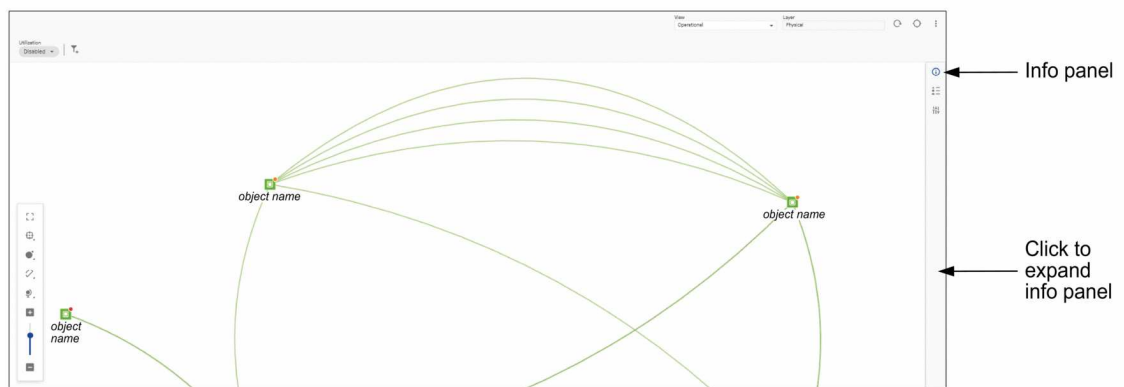 View
Operational
Layer
Physical
Utilization
Disabled
Info panel
object name
object name
Click to
expand
info panel
object
name